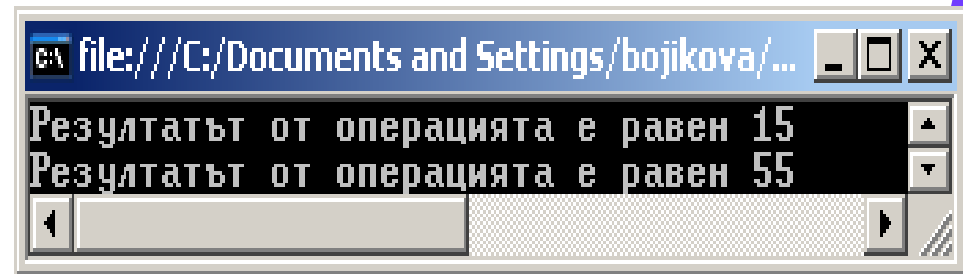 C:\ file:///C:/Documents and Settings/bojikova/...
Резултатът от операцията е равен 15
Резултатът от операцията е равен 55